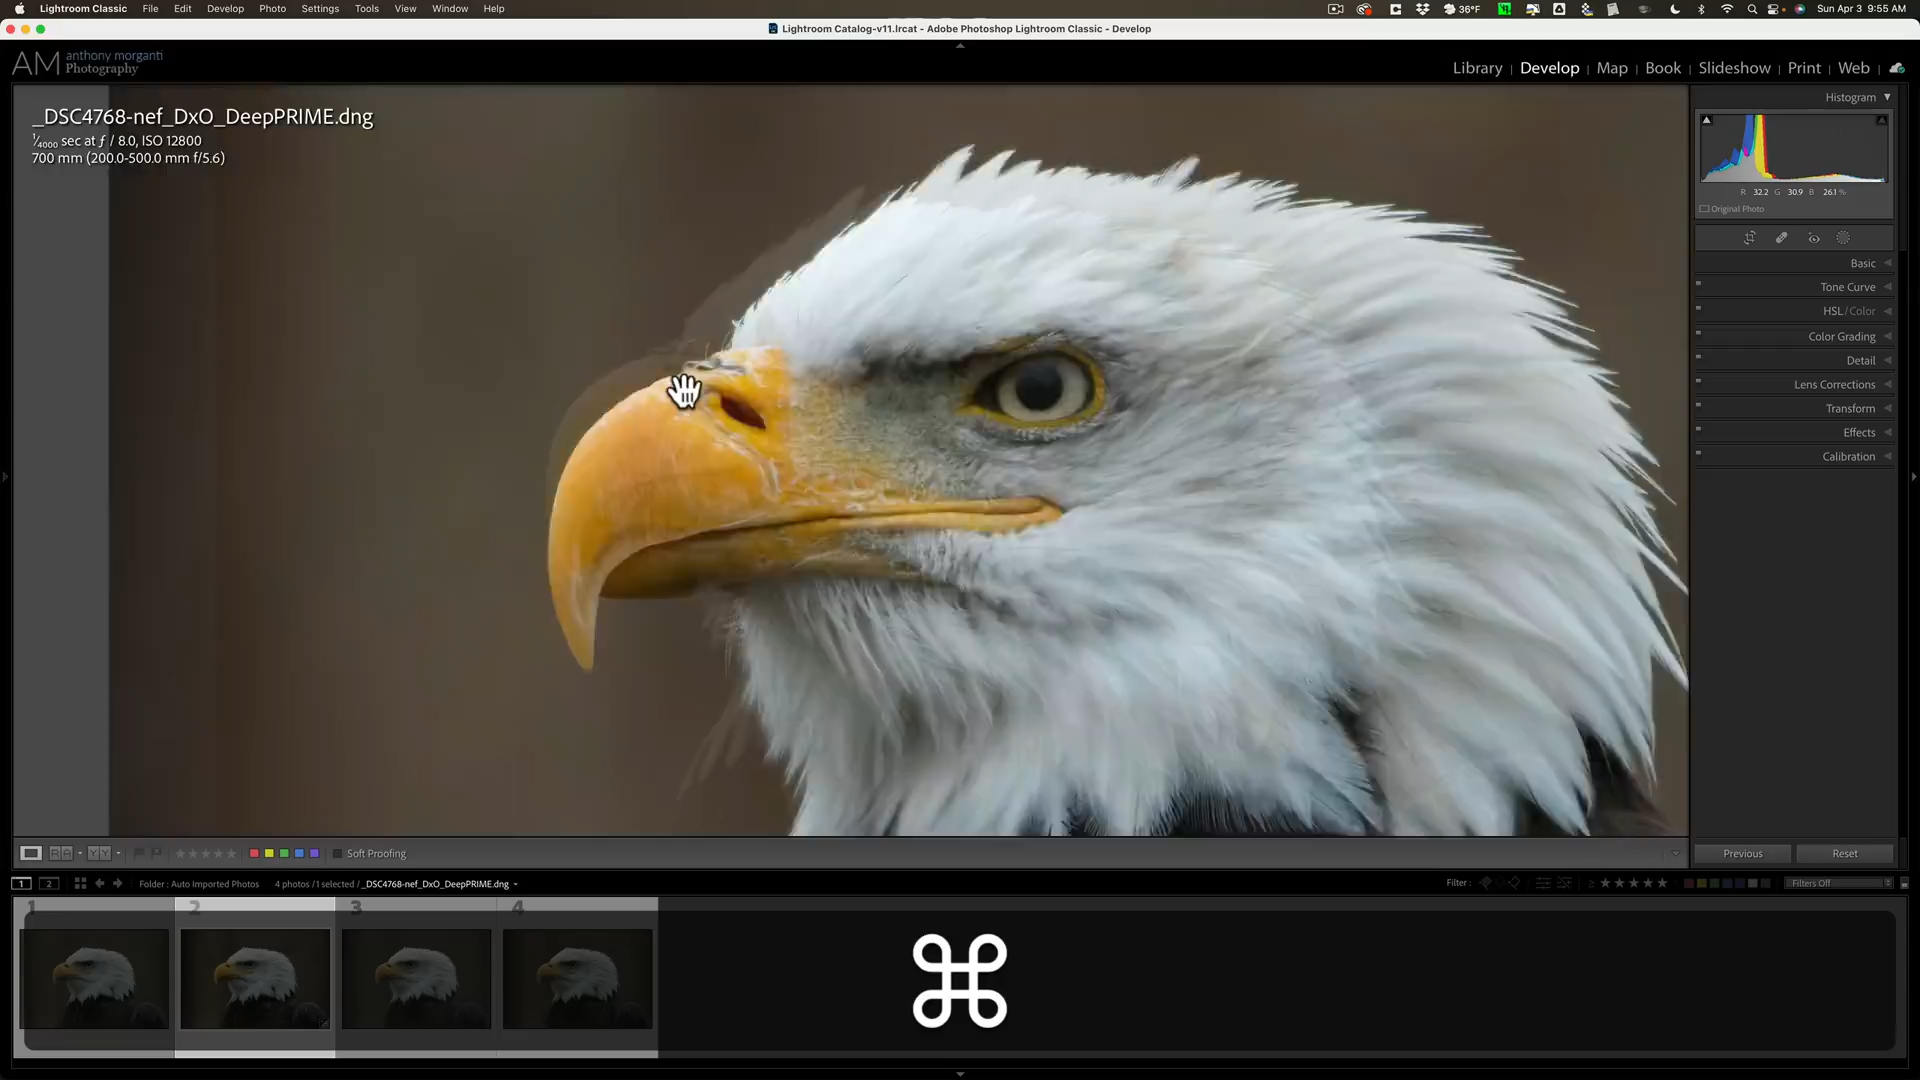 Lightroom Classic File Edit Develop Photo Settings Tools View Window Help
36°F Sun Apr 3 9:55 AM
Lightroom Catalog-v11.lrcat - Adobe Photoshop Lightroom Classic - Develop
AM anthony morganti
Photography
Library | Develop | Map | Book | Slideshow | Print | Web
_DSC4768-nef_DxO_DeepPRIME.dng
1/4000 sec at ƒ / 8.0, ISO 12800
700 mm (200.0-500.0 mm f/5.6)
Histogram
R 32.2 G 30.9 B 26.1 %
Original Photo
Basic
Tone Curve
HSL / Color
Color Grading
Detail
Lens Corrections
Transform
Effects
Calibration
Soft Proofing
Previous Reset
1 2 Folder : Auto Imported Photos 4 photos / 1 selected / _DSC4768-nef_DxO_DeepPRIME.dng
Filter : Filters Off
1 2 3 4
⌘